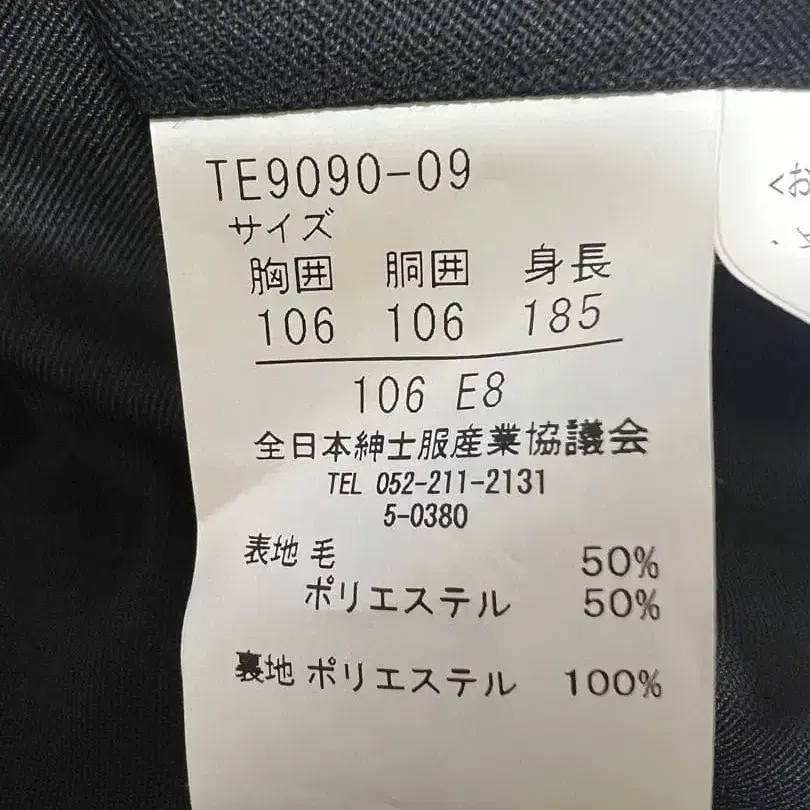 TE9090-09
サイズ
胸囲 胴囲 身長
106 106 185
106 E8
全日本紳士服産業協議会
TEL 052-211-2131
5-0380
表地 毛 50%
ポリエステル 50%
裏地 ポリエステル 100%
<お